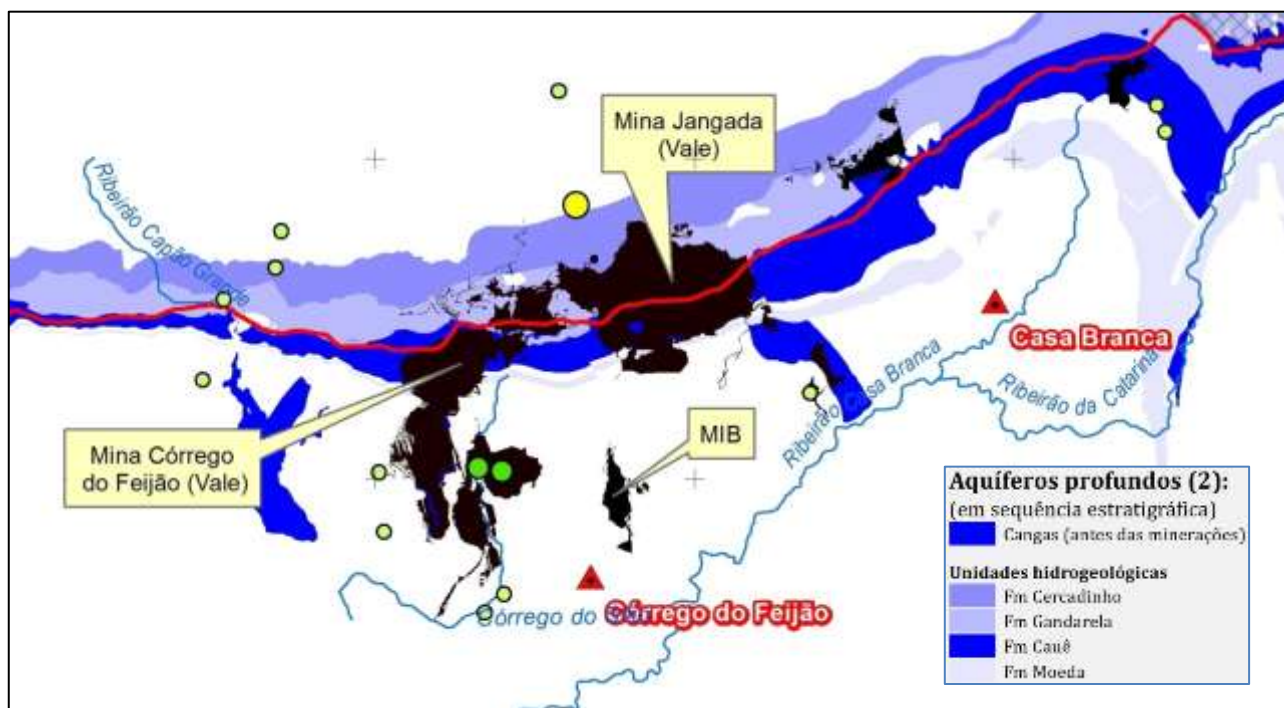 Mina Jangada
(Vale)
Ribeirão Capão Grande
Casa Branca
Ribeirão Casa Branca
Ribeirão da Catarina
Mina Córrego
do Feijão (Vale)
MIB
Córrego do
Córrego do Feijão
Aquíferos profundos (2):
(em sequência estratigráfica)
Cangas (antes das minerações)
Unidades hidrogeológicas
Fm Cercadinho
Fm Gandarela
Fm Cauê
Fm Moeda